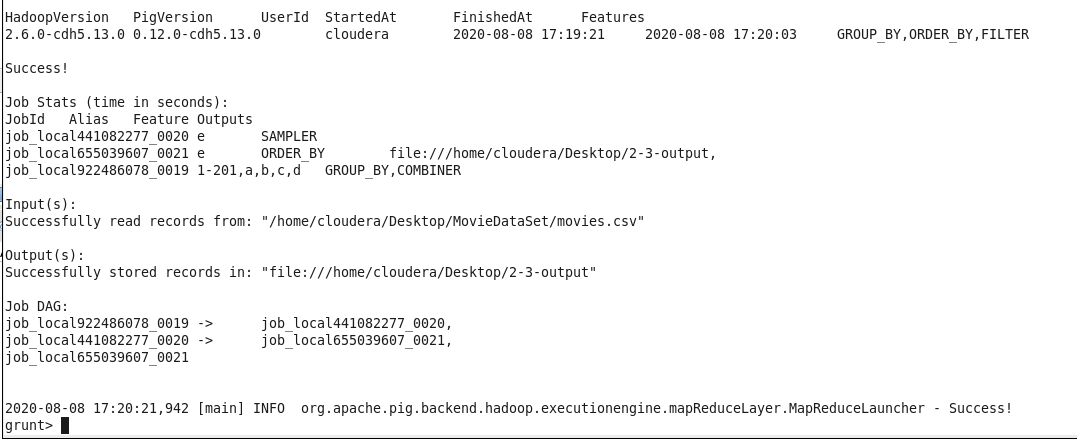 HadoopVersion PigVersion UserId StartedAt FinishedAt Features
2.6.0-cdh5.13.0 0.12.0-cdh5.13.0 cloudera 2020-08-08 17:19:21 2020-08-08 17:20:03 GROUP_BY,ORDER_BY,FILTER
Success!
Job Stats (time in seconds):
JobId Alias Feature Outputs
job_local441082277_0020 e SAMPLER
job_local655039607_0021 e ORDER_BY file:///home/cloudera/Desktop/2-3-output,
job_local922486078_0019 1-201,a,b,c,d GROUP_BY,COMBINER
Input(s):
Successfully read records from: "/home/cloudera/Desktop/MovieDataSet/movies.csv"
Output(s):
Successfully stored records in: "file:///home/cloudera/Desktop/2-3-output"
Job DAG:
job_local922486078_0019 -> job_local441082277_0020,
job_local441082277_0020 -> job_local655039607_0021,
job_local655039607_0021
2020-08-08 17:20:21,942 [main] INFO org.apache.pig.backend.hadoop.executionengine.mapReduceLayer.MapReduceLauncher - Success!
grunt>